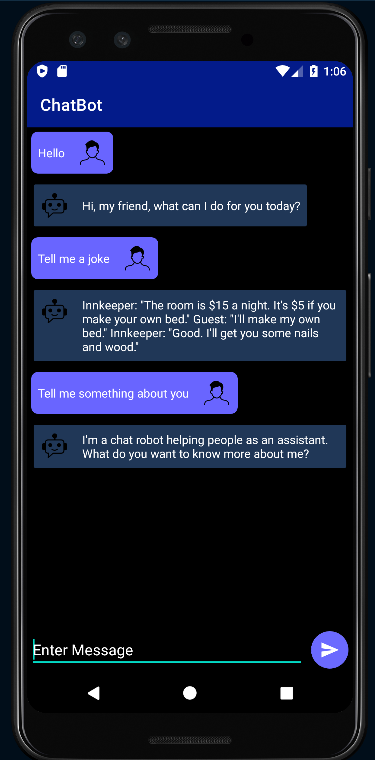 1:06
ChatBot
Hello
Hi, my friend, what can I do for you today?
Tell me a joke
Innkeeper: "The room is $15 a night. It's $5 if you
make your own bed." Guest: "I'll make my own
bed." Innkeeper: "Good. I'll get you some nails
and wood."
Tell me something about you
I'm a chat robot helping people as an assistant.
What do you want to know more about me?
Enter Message